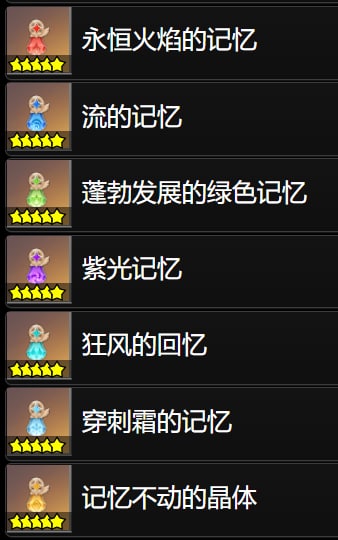 永恒火焰的记忆
流的记忆
蓬勃发展的绿色记忆
紫光记忆
狂风的回忆
穿刺霜的记忆
记忆不动的晶体